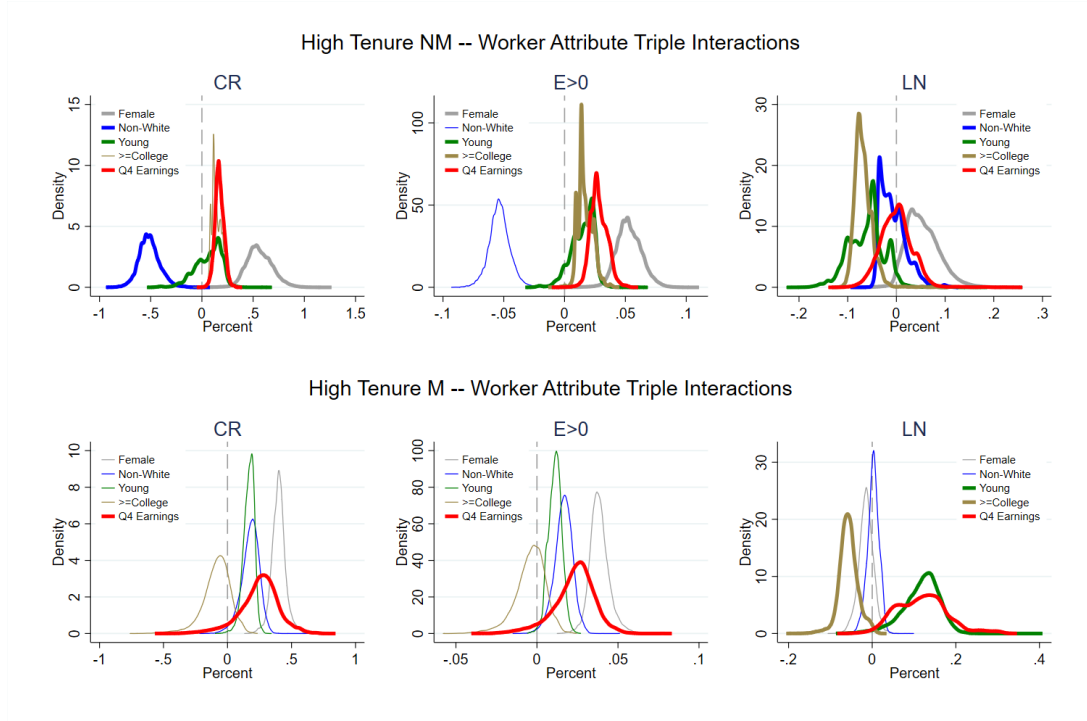 High Tenure NM -- Worker Attribute Triple Interactions
CR
Density
15
10
5
0
Female
Non-White
Young
>=College
Q4 Earnings
-1
-.5
0
.5
1
1.5
Percent
E>0
Density
100
50
0
Female
Non-White
Young
>=College
Q4 Earnings
-.1
-.05
0
.05
.1
Percent
LN
Density
30
20
10
0
Female
Non-White
Young
>=College
Q4 Earnings
-.2
-.1
0
.1
.2
.3
Percent
High Tenure M -- Worker Attribute Triple Interactions
CR
Density
10
8
6
4
2
0
Female
Non-White
Young
>=College
Q4 Earnings
-1
-.5
0
.5
1
Percent
E>0
Density
100
80
60
40
20
0
Female
Non-White
Young
>=College
Q4 Earnings
-.05
0
.05
.1
Percent
LN
Density
30
20
10
0
Female
Non-White
Young
>=College
Q4 Earnings
-.2
0
.2
.4
Percent